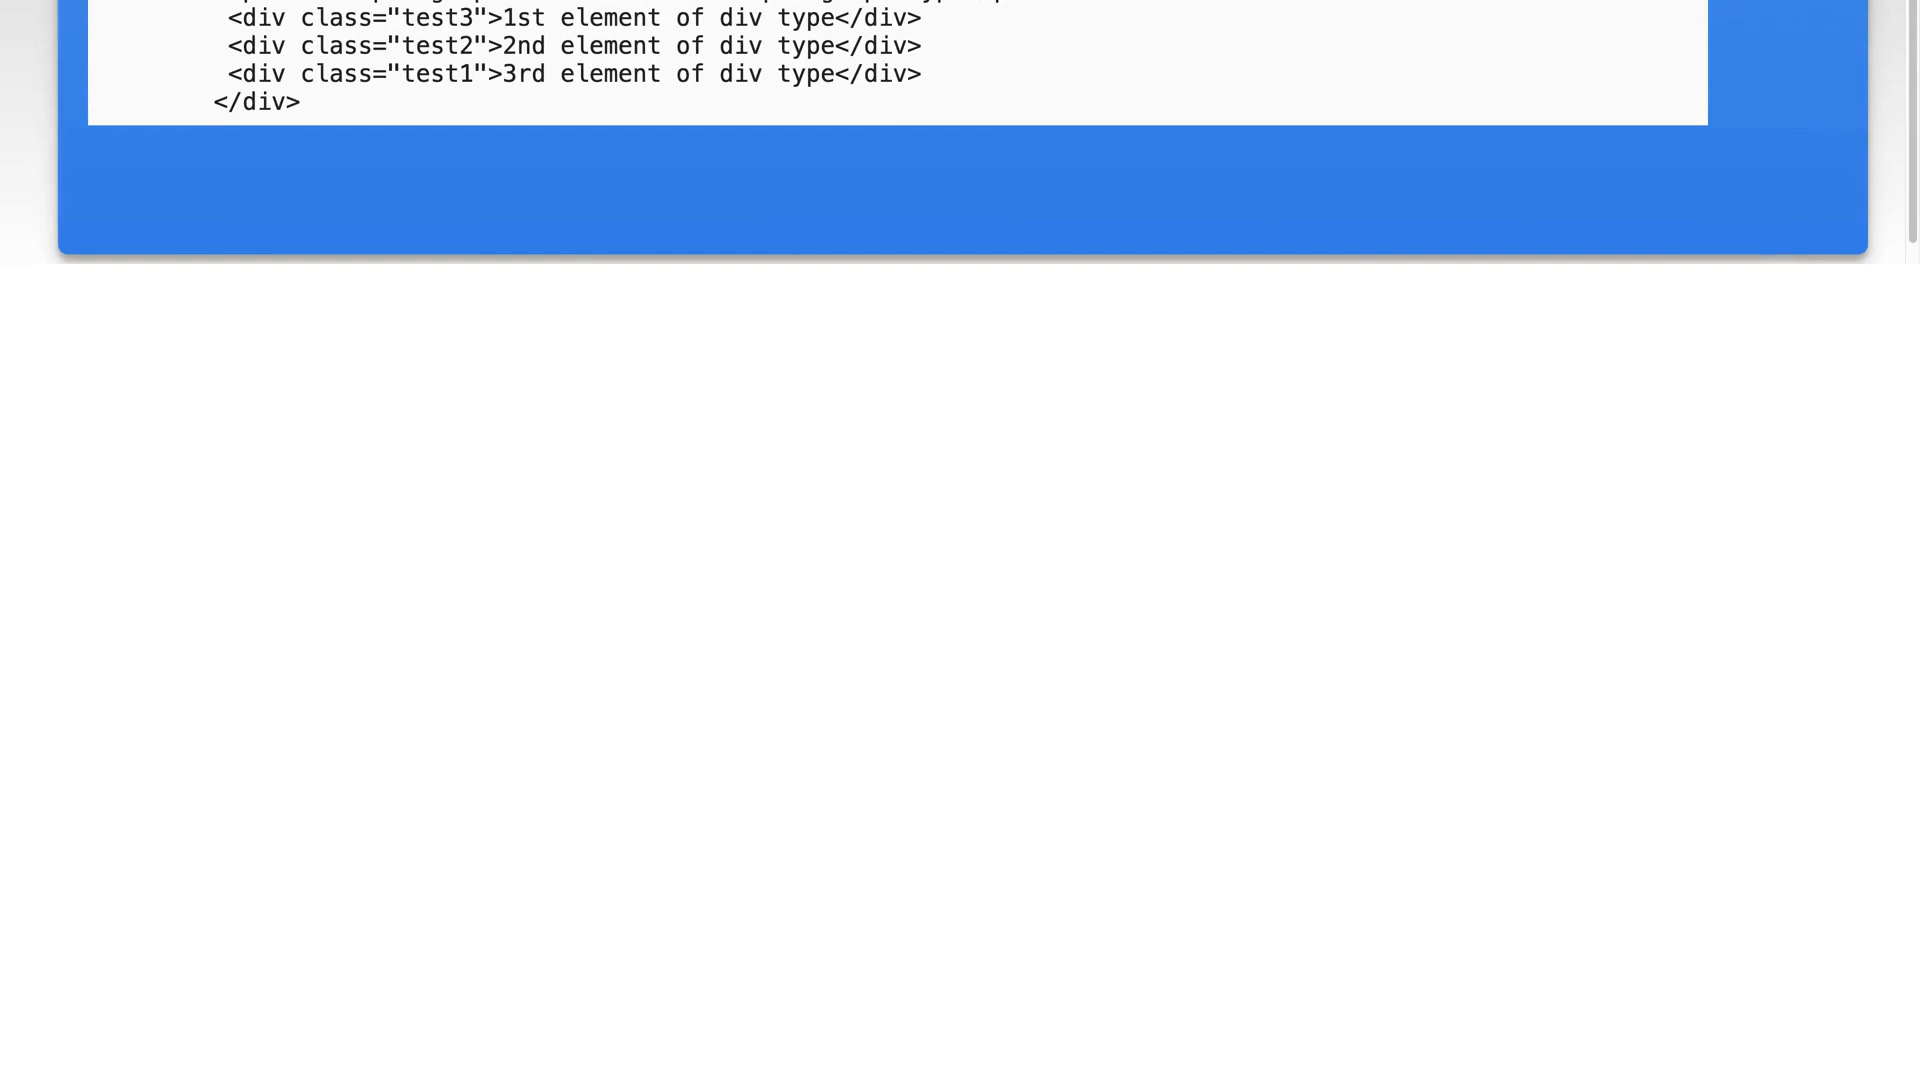 <div class="test3">1st element of div type</div>
<div class="test2">2nd element of div type</div>
<div class="test1">3rd element of div type</div>
</div>